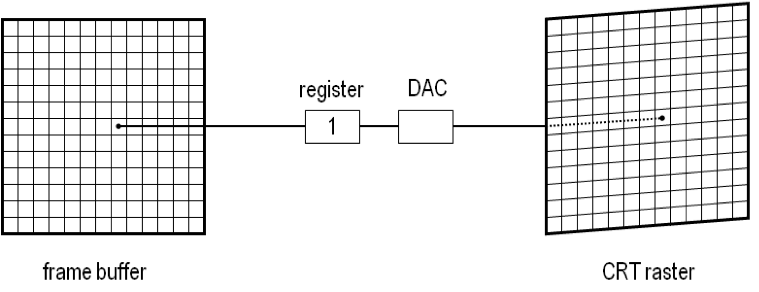 register
DAC
1
frame buffer
CRT raster